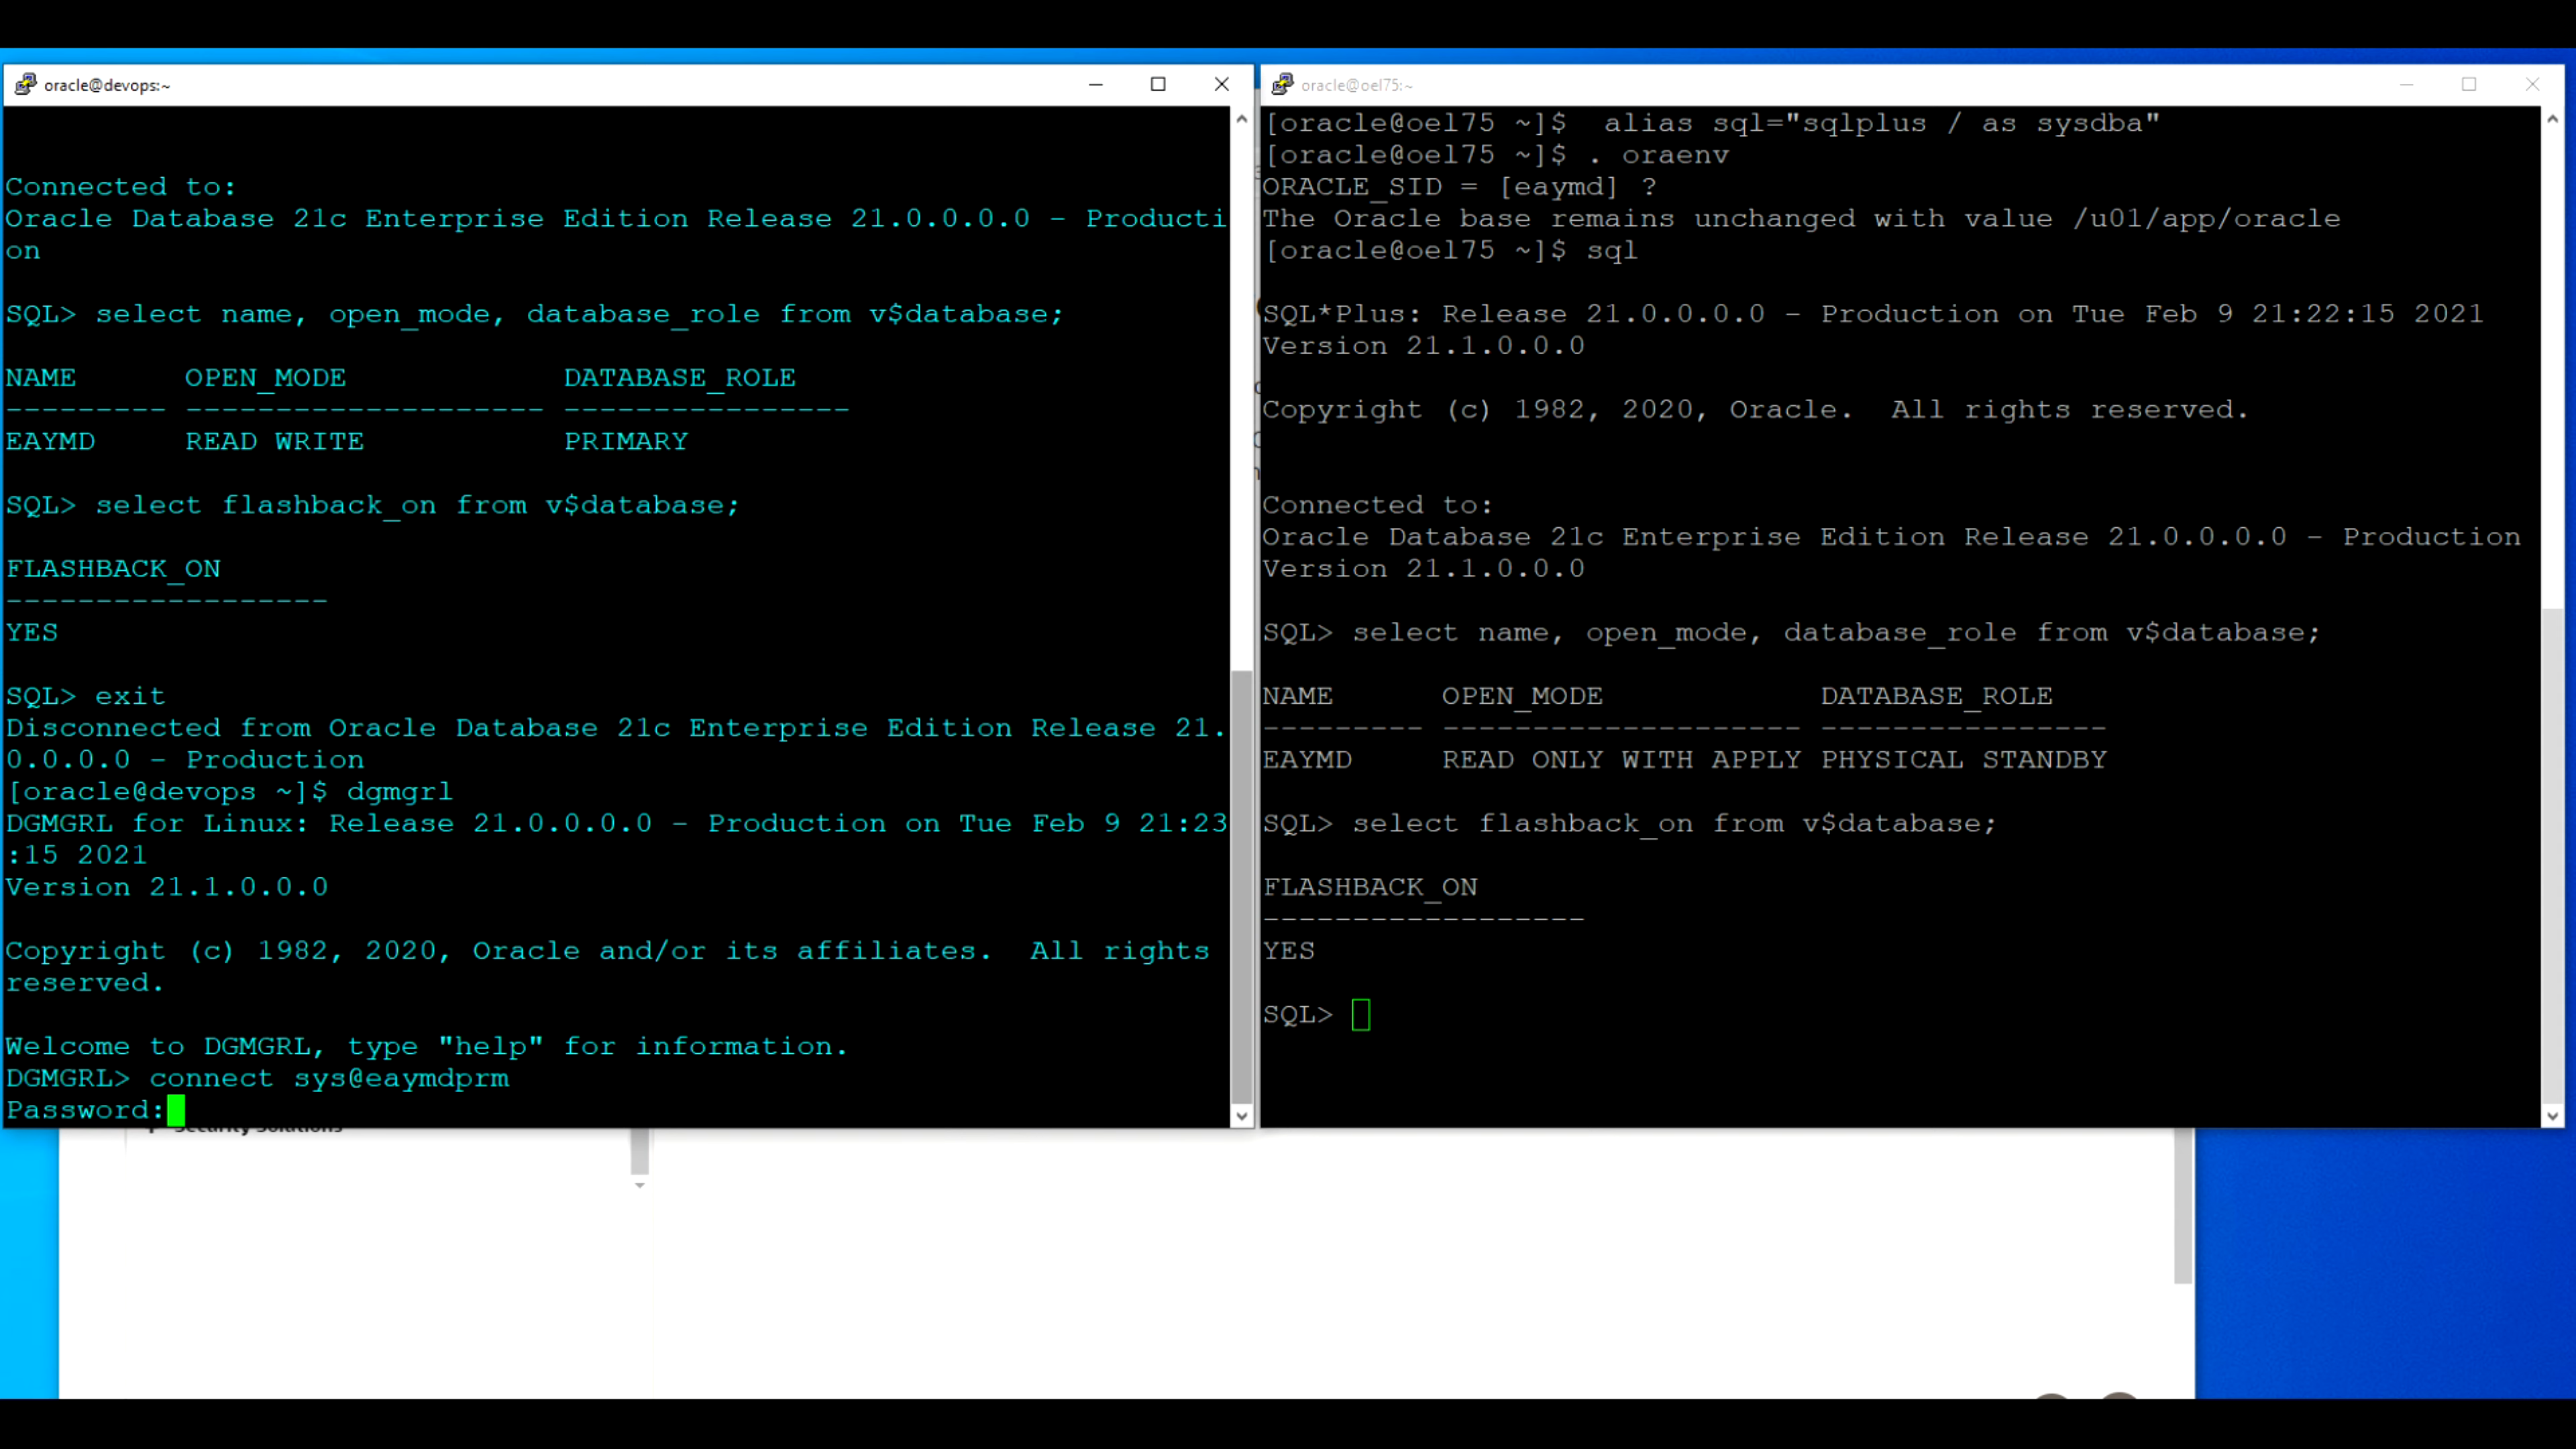 oracle@devops:~
Connected to:
Oracle Database 21c Enterprise Edition Release 21.0.0.0.0 - Producti
on
SQL> select name, open_mode, database_role from v$database;
NAME      OPEN_MODE            DATABASE_ROLE
--------- -------------------- ----------------
EAYMD     READ WRITE           PRIMARY
SQL> select flashback_on from v$database;
FLASHBACK_ON
------------------
YES
SQL> exit
Disconnected from Oracle Database 21c Enterprise Edition Release 21.
0.0.0.0 - Production
[oracle@devops ~]$ dgmgrl
DGMGRL for Linux: Release 21.0.0.0.0 - Production on Tue Feb 9 21:23
:15 2021
Version 21.1.0.0.0
Copyright (c) 1982, 2020, Oracle and/or its affiliates.  All rights
reserved.
Welcome to DGMGRL, type "help" for information.
DGMGRL> connect sys@eaymdprm
Password:
oracle@oel75:~
[oracle@oel75 ~]$  alias sql="sqlplus / as sysdba"
[oracle@oel75 ~]$ . oraenv
ORACLE_SID = [eaymd] ?
The Oracle base remains unchanged with value /u01/app/oracle
[oracle@oel75 ~]$ sql
SQL*Plus: Release 21.0.0.0.0 - Production on Tue Feb 9 21:22:15 2021
Version 21.1.0.0.0
Copyright (c) 1982, 2020, Oracle.  All rights reserved.
Connected to:
Oracle Database 21c Enterprise Edition Release 21.0.0.0.0 - Production
Version 21.1.0.0.0
SQL> select name, open_mode, database_role from v$database;
NAME      OPEN_MODE            DATABASE_ROLE
--------- -------------------- ----------------
EAYMD     READ ONLY WITH APPLY PHYSICAL STANDBY
SQL> select flashback_on from v$database;
FLASHBACK_ON
------------------
YES
SQL>
Security Solutions